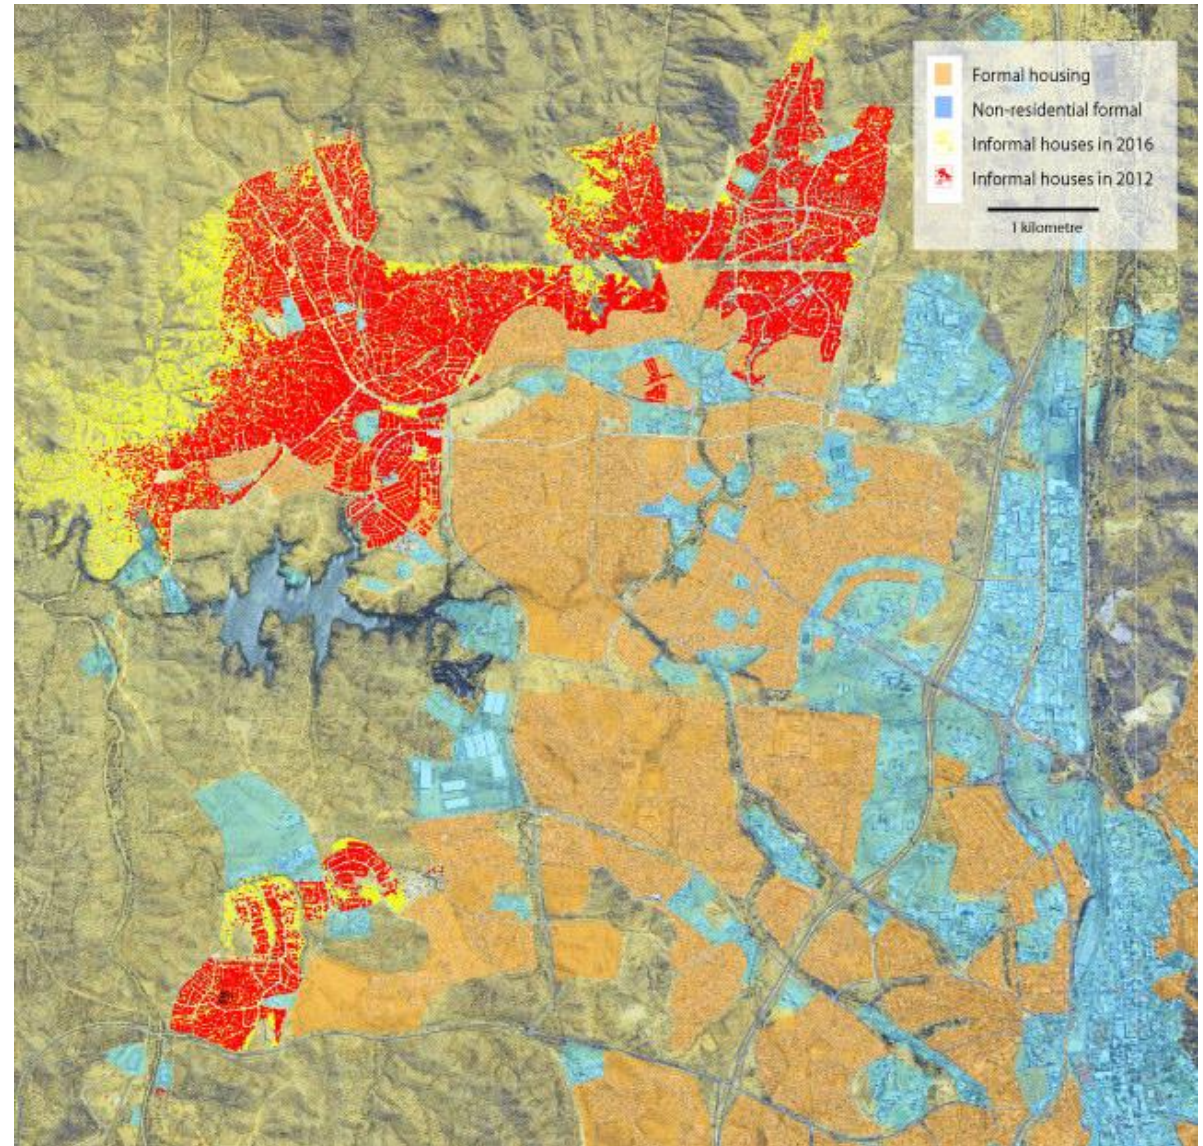 Formal housing
Non-residential formal
Informal houses in 2016
Informal houses in 2012
1 kilometre